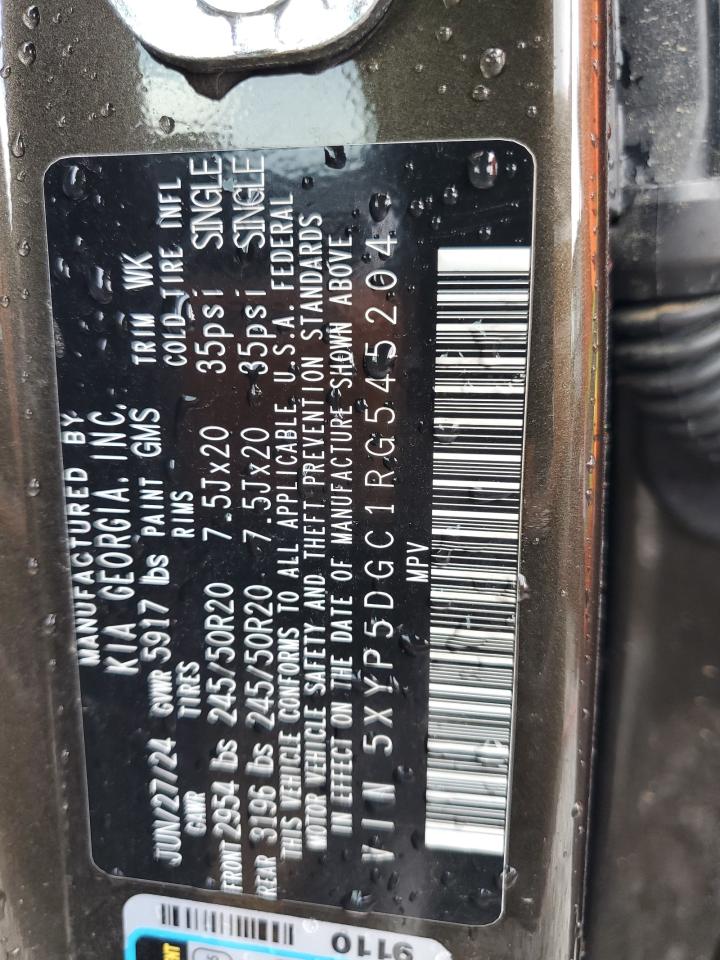 MANUFACTURED BY
KIA GEORGIA, INC.
JUN/27/24 GVWR 5917 lbs PAINT GMS TRIM WK
GAWR TIRES RIMS COLD TIRE INFL
FRONT 2954 lbs 245/50R20 7.5Jx20 35psi SINGLE
REAR 3196 lbs 245/50R20 7.5Jx20 35psi SINGLE
THIS VEHICLE CONFORMS TO ALL APPLICABLE U.S.A. FEDERAL
MOTOR VEHICLE SAFETY AND THEFT PREVENTION STANDARDS
IN EFFECT ON THE DATE OF MANUFACTURE SHOWN ABOVE.
VIN 5XYP5DGC1RG545204
MPV
9110